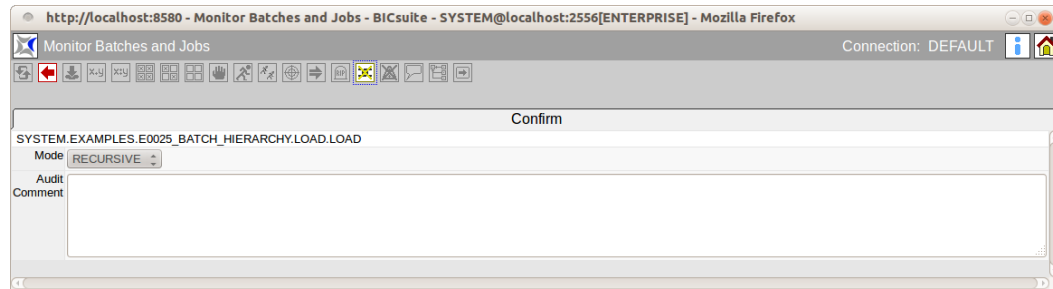 http://localhost:8580 - Monitor Batches and Jobs - BICsuite - SYSTEM@localhost:2556[ENTERPRISE] - Mozilla Firefox
Monitor Batches and Jobs
Connection: DEFAULT
x.y
x:y
RIP
Confirm
SYSTEM.EXAMPLES.E0025_BATCH_HIERARCHY.LOAD.LOAD
Mode RECURSIVE
Audit
Comment